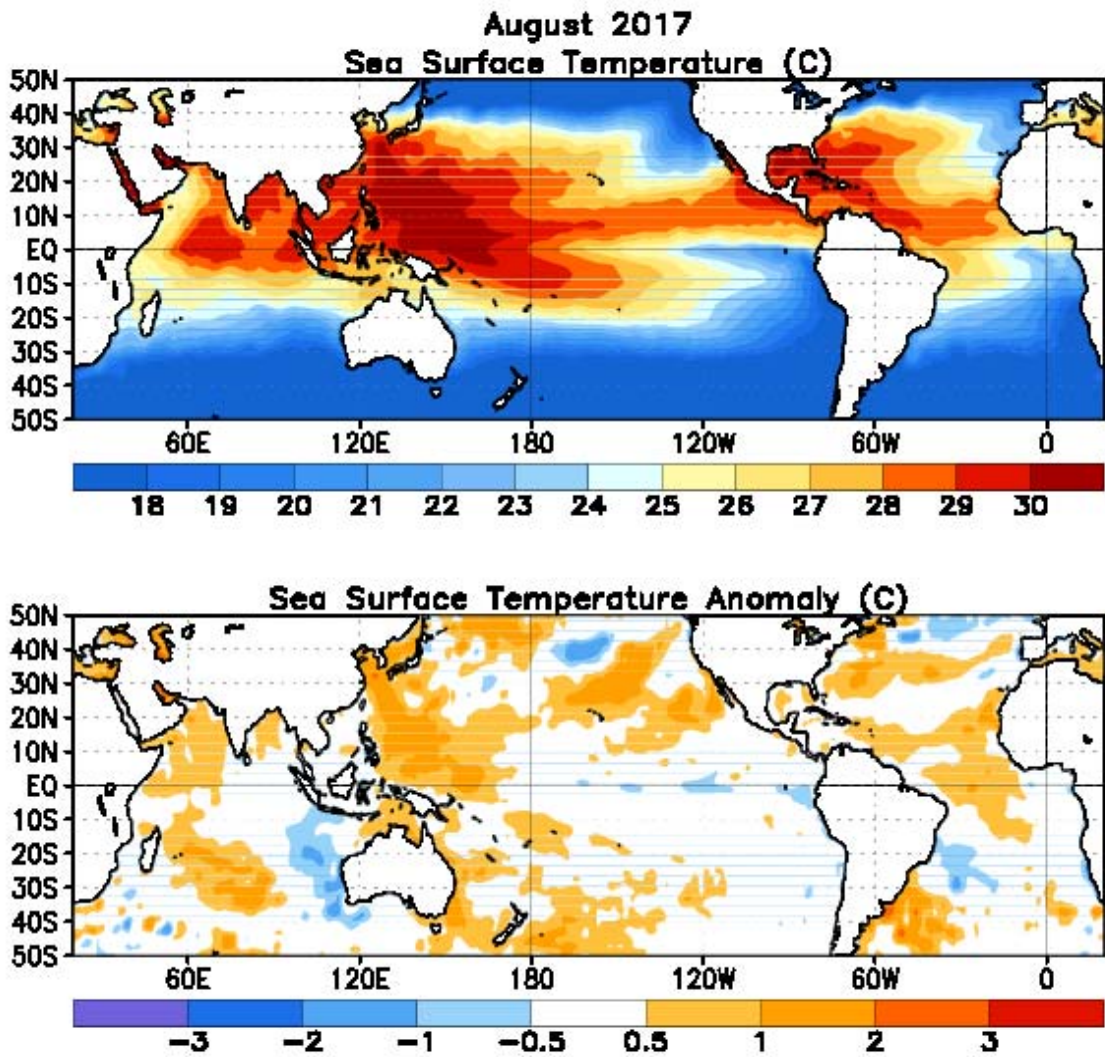 August 2017
Sea Surface Temperature (C)
50N
40N
30N
20N
10N
EQ
10S
20S
30S
40S
50S
60E 120E 180 120W 60W 0
18 19 20 21 22 23 24 25 26 27 28 29 30
Sea Surface Temperature Anomaly (C)
50N
40N
30N
20N
10N
EQ
10S
20S
30S
40S
50S
60E 120E 180 120W 60W 0
-3 -2 -1 -0.5 0.5 1 2 3